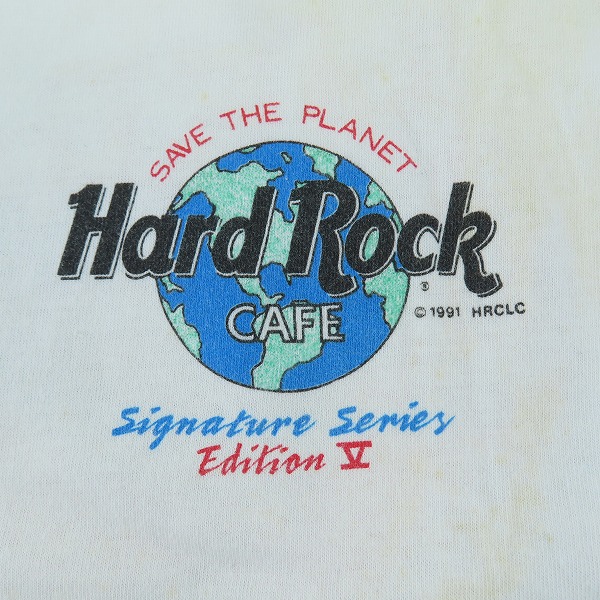 SAVE THE PLANET
Hard Rock
®
CAFE
© 1991 HRCLC
Signature Series
Edition V